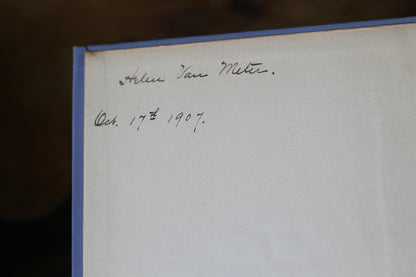 Helen Van Meter.
Oct. 17th 1907.